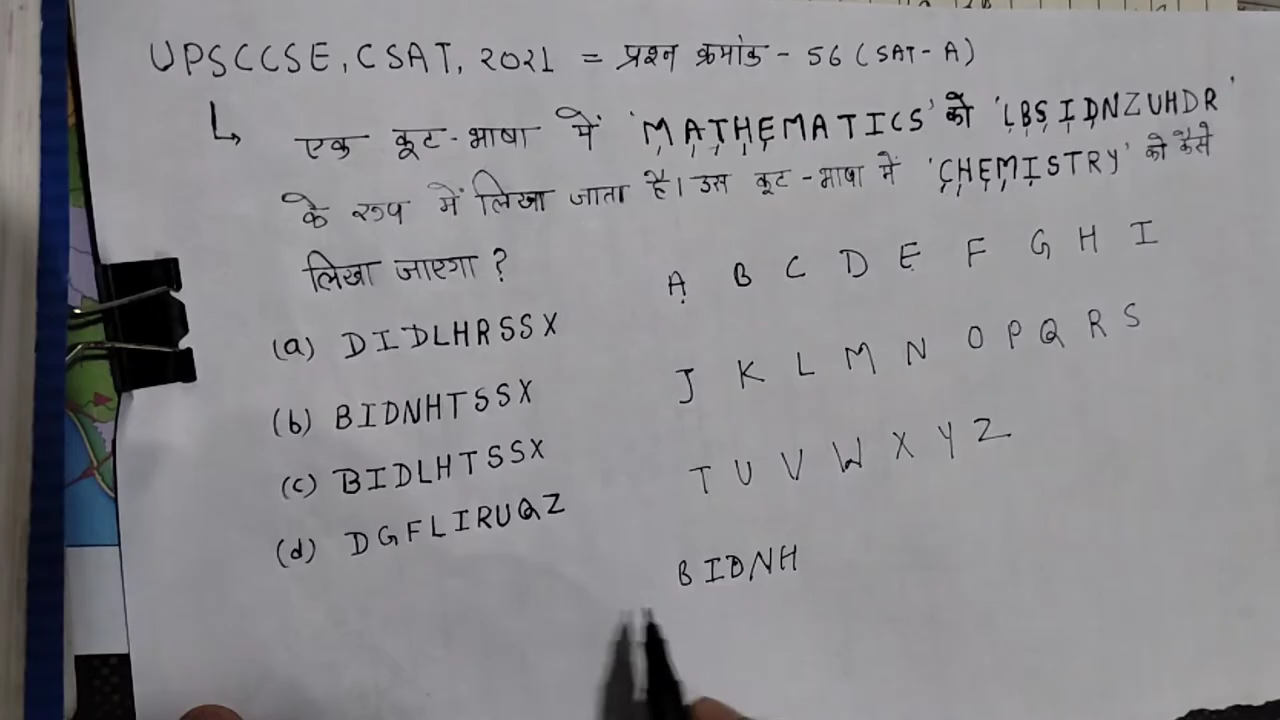 UPSCCSE, CSAT, 2021 = प्रश्न क्रमांक - 56 (SAT-A)
एक कूट-भाषा में 'MATHEMATICS' को 'LBSIDNZUHDR'
के रूप में लिखा जाता है। उस कूट-भाषा में 'CHEMISTRY' को कैसे
लिखा जाएगा ?
(a) DIDLHRSSX
(b) BIDNHTSSX
(c) BIDLHTSSX
(d) DGFLIRUQZ
A B C D E F G H I
J K L M N O P Q R S
T U V W X Y Z
BIDNH